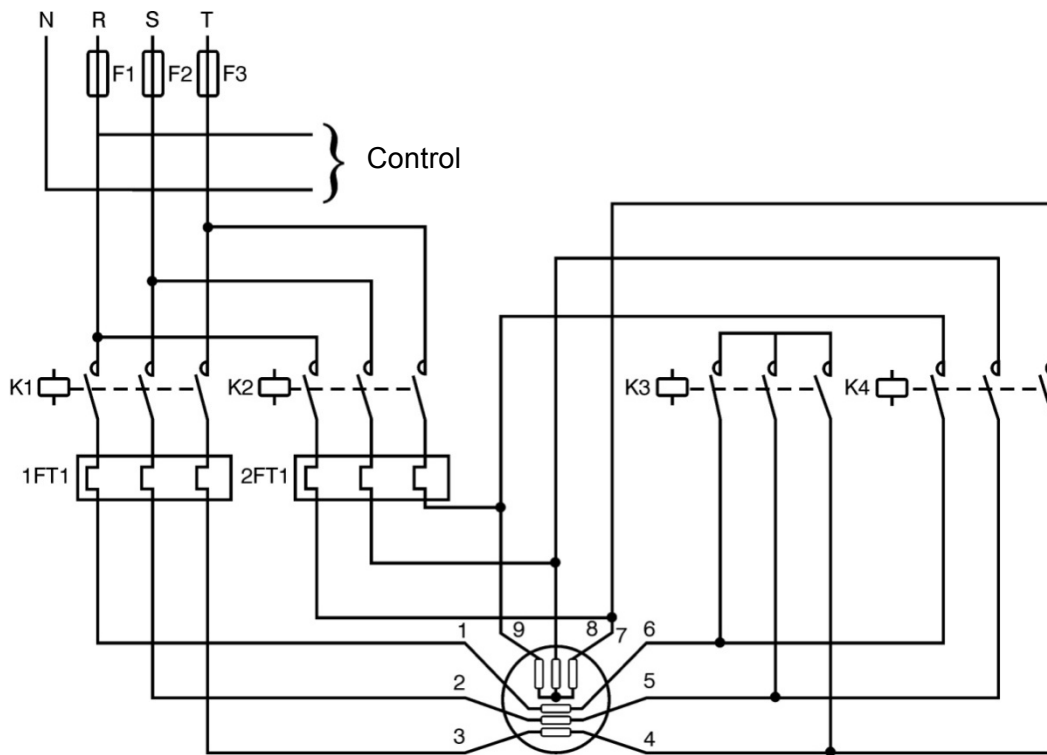 N R S T
F1 F2 F3
Control
K1 K2 K3 K4
1FT1 2FT1
1 9 8 7 6
2 5
3 4